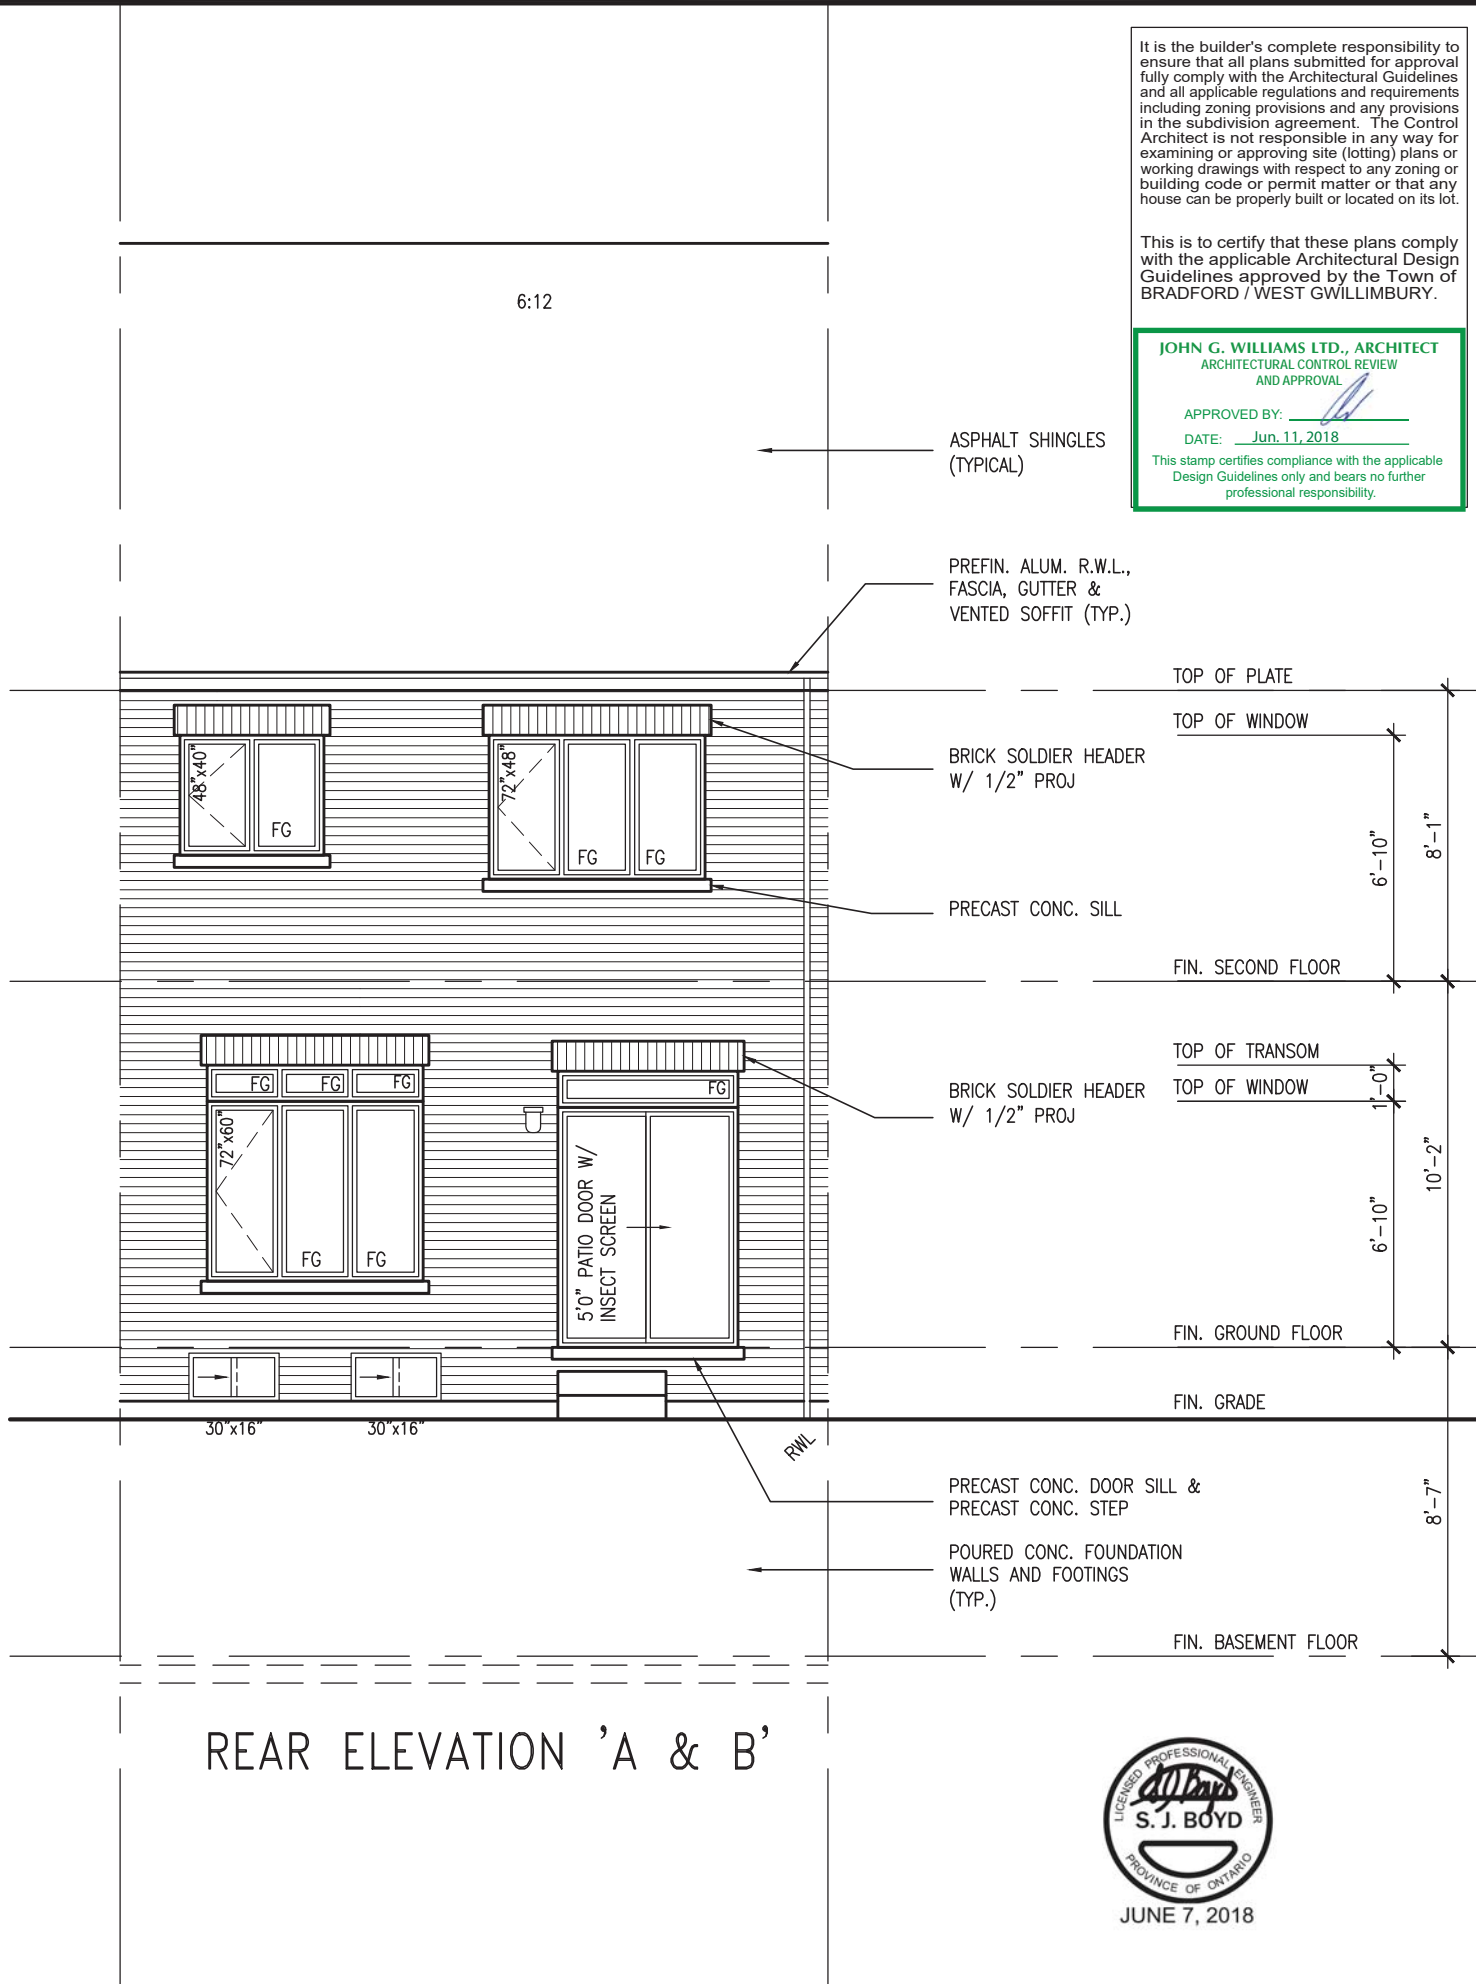 It is the builder's complete responsibility to
ensure that all plans submitted for approval
fully comply with the Architectural Guidelines
and all applicable regulations and requirements
including zoning provisions and any provisions
in the subdivision agreement. The Control
Architect is not responsible in any way for
examining or approving site (lotting) plans or
working drawings with respect to any zoning or
building code or permit matter or that any
house can be properly built or located on its lot.
This is to certify that these plans comply
with the applicable Architectural Design
Guidelines approved by the Town of
BRADFORD / WEST GWILLIMBURY.
JOHN G. WILLIAMS LTD., ARCHITECT
ARCHITECTURAL CONTROL REVIEW
AND APPROVAL
APPROVED BY:
DATE: Jun. 11, 2018
This stamp certifies compliance with the applicable
Design Guidelines only and bears no further
professional responsibility.
6:12
ASPHALT SHINGLES
(TYPICAL)
PREFIN. ALUM. R.W.L.,
FASCIA, GUTTER &
VENTED SOFFIT (TYP.)
TOP OF PLATE
TOP OF WINDOW
BRICK SOLDIER HEADER
W/ 1/2" PROJ
48"x40"
FG
72"x48"
FG
FG
6'-10"
8'-1"
PRECAST CONC. SILL
FIN. SECOND FLOOR
TOP OF TRANSOM
TOP OF WINDOW
1'-0"
BRICK SOLDIER HEADER
W/ 1/2" PROJ
FG
FG
FG
FG
72"x60"
FG
FG
5'0" PATIO DOOR W/
INSECT SCREEN
10'-2"
6'-10"
FIN. GROUND FLOOR
FIN. GRADE
30"x16"
30"x16"
RWL
PRECAST CONC. DOOR SILL &
PRECAST CONC. STEP
8'-7"
POURED CONC. FOUNDATION
WALLS AND FOOTINGS
(TYP.)
FIN. BASEMENT FLOOR
REAR ELEVATION 'A & B'
LICENSED PROFESSIONAL ENGINEER
S. J. BOYD
PROVINCE OF ONTARIO
JUNE 7, 2018